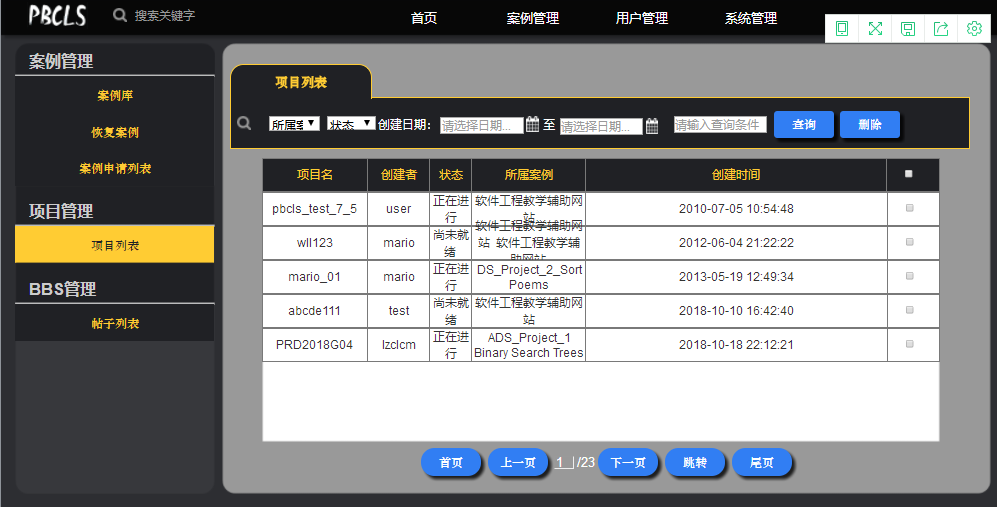 PBCLS 搜索关键字 首页 案例管理 用户管理 系统管理
案例管理
案例库
恢复案例
案例申请列表
项目管理
项目列表
BBS管理
帖子列表
项目列表
所属案 状态 创建日期: 请选择日期... 至 请选择日期... 请输入查询条件 查询 删除
项目名 创建者 状态 所属案例 创建时间
pbcls_test_7_5 user 正在进行 软件工程教学辅助网站 2010-07-05 10:54:48
wll123 mario 尚未就绪 软件工程教学辅助网站 软件工程教学辅助网站 2012-06-04 21:22:22
mario_01 mario 正在进行 DS_Project_2_Sort Poems 2013-05-19 12:49:34
abcde111 test 尚未就绪 软件工程教学辅助网站 2018-10-10 16:42:40
PRD2018G04 lzclcm 正在进行 ADS_Project_1 Binary Search Trees 2018-10-18 22:12:21
首页 上一页 1 /23 下一页 跳转 尾页